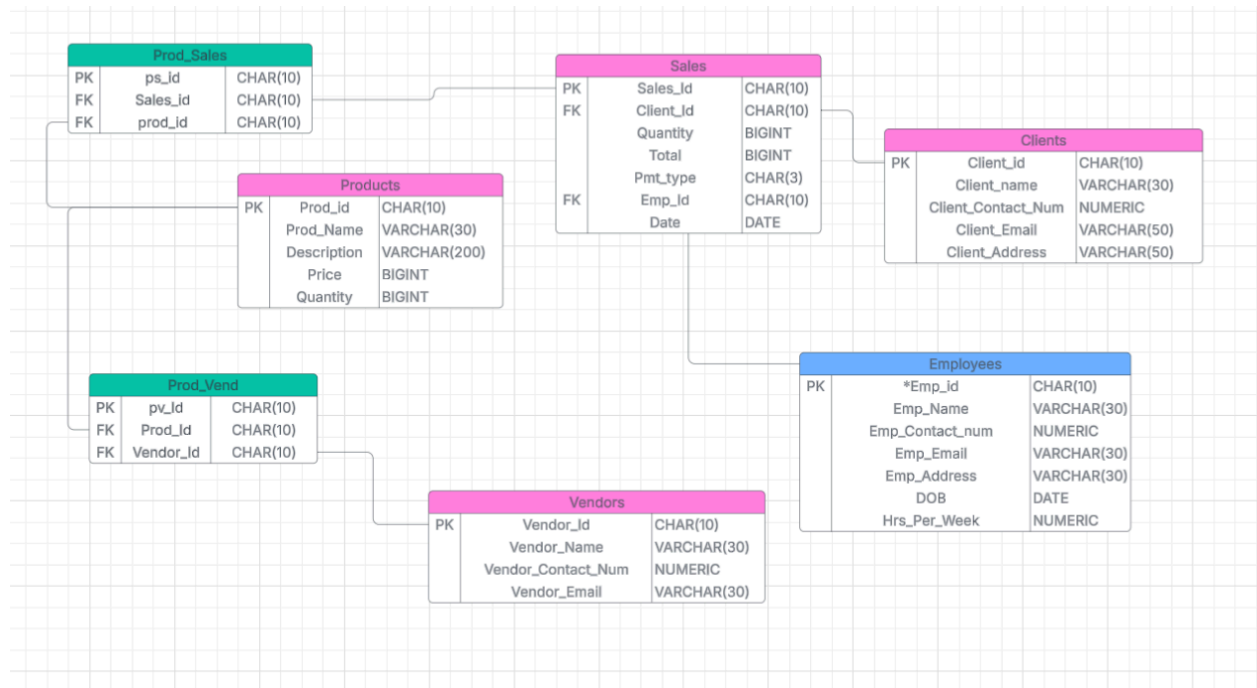 Prod_Sales
PK ps_id CHAR(10)
FK Sales_id CHAR(10)
FK prod_id CHAR(10)
Sales
PK Sales_Id CHAR(10)
FK Client_Id CHAR(10)
Quantity BIGINT
Total BIGINT
Pmt_type CHAR(3)
FK Emp_Id CHAR(10)
Date DATE
Clients
PK Client_id CHAR(10)
Client_name VARCHAR(30)
Client_Contact_Num NUMERIC
Client_Email VARCHAR(50)
Client_Address VARCHAR(50)
Products
PK Prod_id CHAR(10)
Prod_Name VARCHAR(30)
Description VARCHAR(200)
Price BIGINT
Quantity BIGINT
Employees
PK *Emp_id CHAR(10)
Emp_Name VARCHAR(30)
Emp_Contact_num NUMERIC
Emp_Email VARCHAR(30)
Emp_Address VARCHAR(30)
DOB DATE
Hrs_Per_Week NUMERIC
Prod_Vend
PK pv_Id CHAR(10)
FK Prod_Id CHAR(10)
FK Vendor_Id CHAR(10)
Vendors
PK Vendor_Id CHAR(10)
Vendor_Name VARCHAR(30)
Vendor_Contact_Num NUMERIC
Vendor_Email VARCHAR(30)